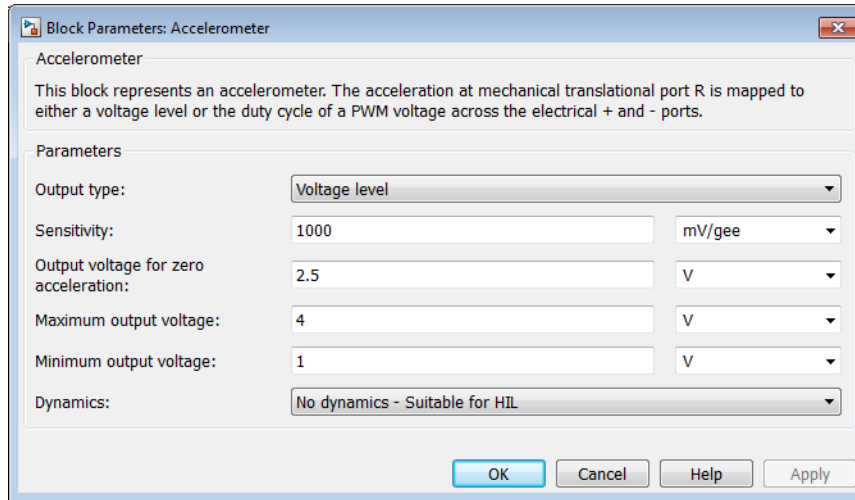 Block Parameters: Accelerometer
Accelerometer
This block represents an accelerometer. The acceleration at mechanical translational port R is mapped to
either a voltage level or the duty cycle of a PWM voltage across the electrical + and - ports.
Parameters
Output type: Voltage level
Sensitivity: 1000 mV/gee
Output voltage for zero
acceleration: 2.5 V
Maximum output voltage: 4 V
Minimum output voltage: 1 V
Dynamics: No dynamics - Suitable for HIL
OK Cancel Help Apply